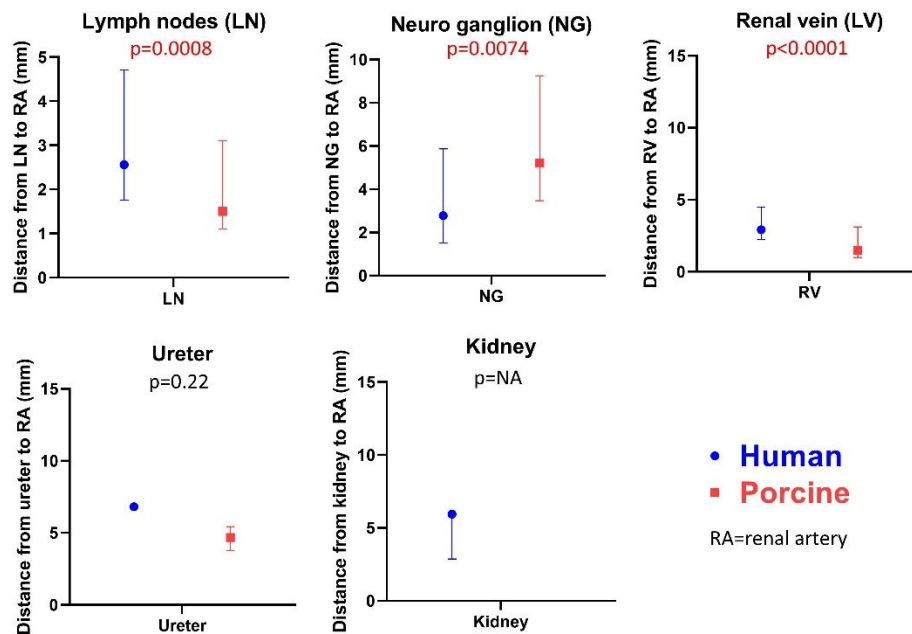 Lymph nodes (LN)
p=0.0008
Distance from LN to RA (mm)
5
4
3
2
1
0
LN
Neuro ganglion (NG)
p=0.0074
Distance from NG to RA (mm)
10
8
6
4
2
0
NG
Renal vein (LV)
p<0.0001
Distance from RV to RA (mm)
15
10
5
0
RV
Ureter
p=0.22
Distance from ureter to RA (mm)
15
10
5
0
Ureter
Kidney
p=NA
Distance from kidney to RA (mm)
15
10
5
0
Kidney
Human
Porcine
RA=renal artery